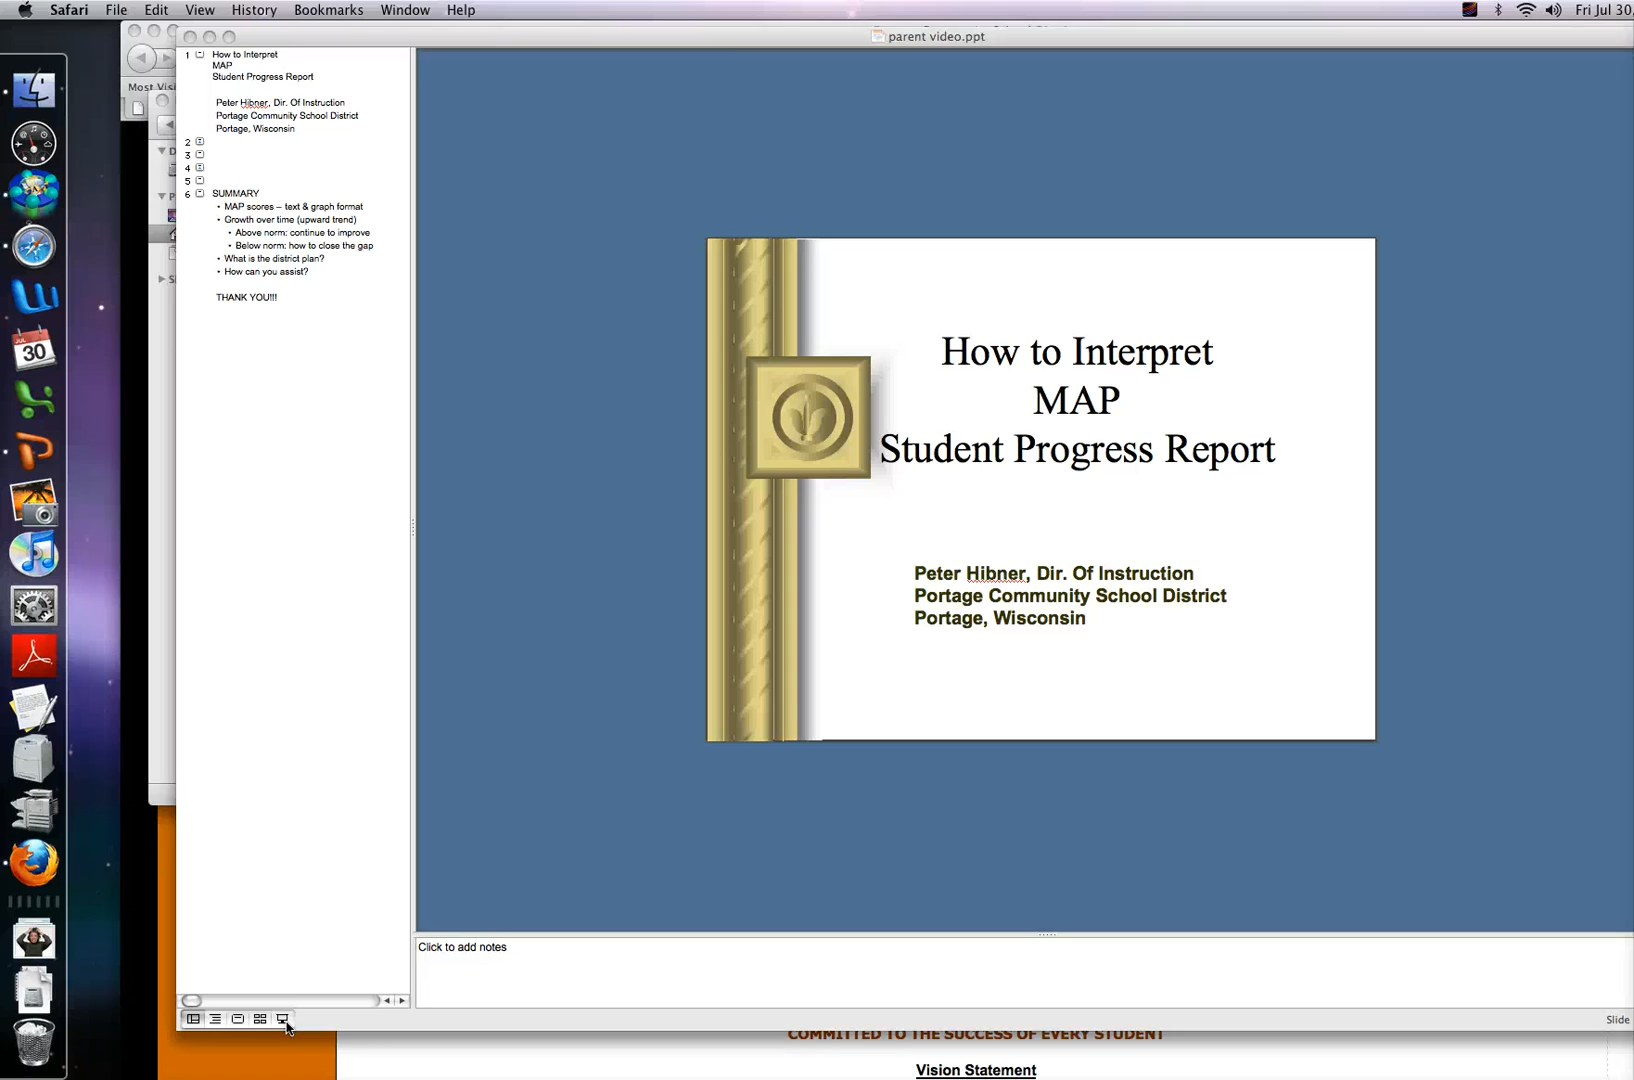 Safari File Edit View History Bookmarks Window Help
Fri Jul 30
parent video.ppt
Most Visi
1 How to Interpret
MAP
Student Progress Report
Peter Hibner, Dir. Of Instruction
Portage Community School District
Portage, Wisconsin
2
3
4
5
6 SUMMARY
• MAP scores – text & graph format
• Growth over time (upward trend)
• Above norm: continue to improve
• Below norm: how to close the gap
• What is the district plan?
• How can you assist?
THANK YOU!!!
JUL
30
How to Interpret
MAP
Student Progress Report
Peter Hibner, Dir. Of Instruction
Portage Community School District
Portage, Wisconsin
Click to add notes
Slide
COMMITTED TO THE SUCCESS OF EVERY STUDENT
Vision Statement